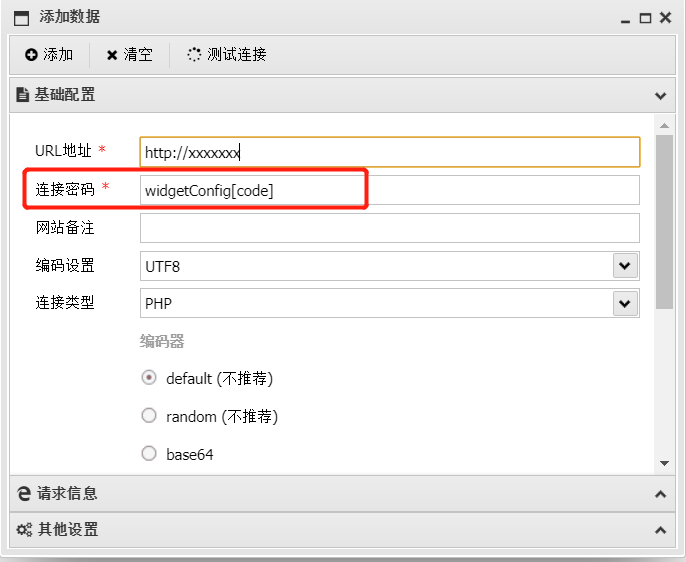 添加数据
添加 清空 测试连接
基础配置
URL地址 * http://xxxxxxx
连接密码 * widgetConfig[code]
网站备注
编码设置 UTF8
连接类型 PHP
编码器
default (不推荐)
random (不推荐)
base64
请求信息
其他设置